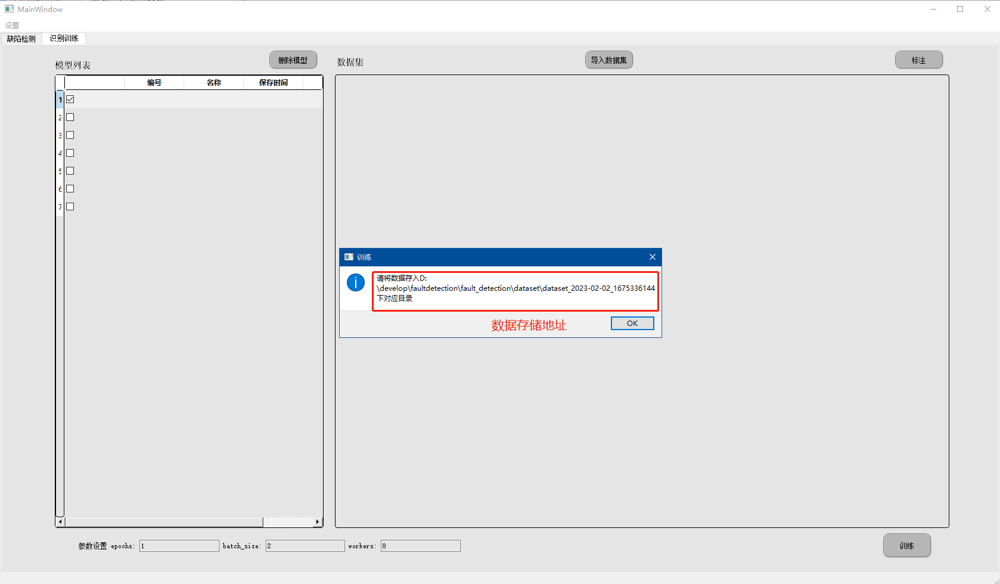 MainWindow
设置
缺陷检测 识别训练
模型列表 删除模型 数据集 导入数据集 标注
编号 名称 保存时间
1
2
3
4
5
6
7
训练
请将数据存入D:
\develop\faultdetection\fault_detection\dataset\dataset_2023-02-02_1675336144
下对应目录
数据存储地址 OK
参数设置 epochs: 1 batch_size: 2 workers: 8 训练